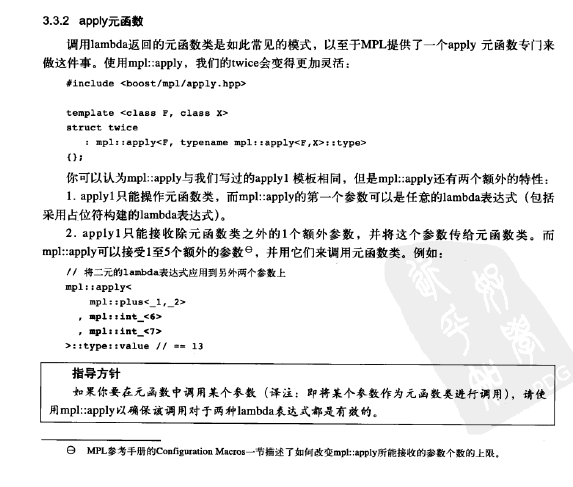 3.3.2 apply元函数
调用lambda返回的元函数类是如此常见的模式，以至于MPL提供了一个apply 元函数专门来
做这件事。使用mpl::apply，我们的twice会变得更加灵活：
#include <boost/mpl/apply.hpp>
template <class F, class X>
struct twice
: mpl::apply<F, typename mpl::apply<F,X>::type>
{};
你可以认为mpl::apply与我们写过的apply1 模板相同，但是mpl::apply还有两个额外的特性：
1. apply1只能操作元函数类，而mpl::apply的第一个参数可以是任意的lambda表达式（包括
采用占位符构建的lambda表达式）。
2. apply1只能接收除元函数类之外的1个额外参数，并将这个参数传给元函数类。而
mpl::apply可以接受1至5个额外的参数㊀，并用它们来调用元函数类。例如：
// 将二元的lambda表达式应用到另外两个参数上
mpl::apply<
mpl::plus<_1,_2>
, mpl::int_<6>
, mpl::int_<7>
>::type::value // == 13
指导方针
如果你要在元函数中调用某个参数（译注：即将某个参数作为元函数类进行调用），请使
用mpl::apply以确保该调用对于两种lambda表达式都是有效的。
㊀ MPL参考手册的Configuration Macros一节描述了如何改变mpl::apply所能接收的参数个数的上限。